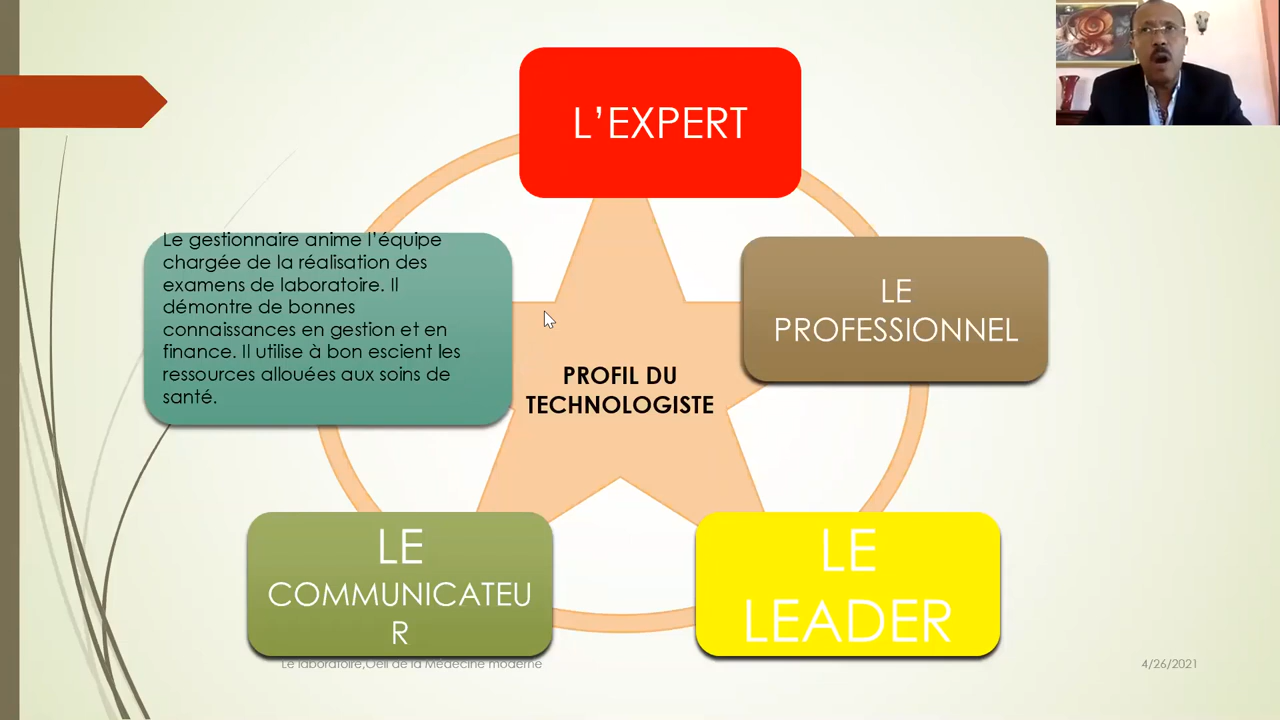 L’EXPERT
Le gestionnaire anime l’équipe
chargée de la réalisation des
examens de laboratoire. Il
démontre de bonnes
connaissances en gestion et en
finance. Il utilise à bon escient les
ressources allouées aux soins de
santé.
LE
PROFESSIONNEL
PROFIL DU
TECHNOLOGISTE
LE
COMMUNICATEU
R
LE
LEADER
Le laboratoire,Oeil de la Médecine moderne
4/26/2021